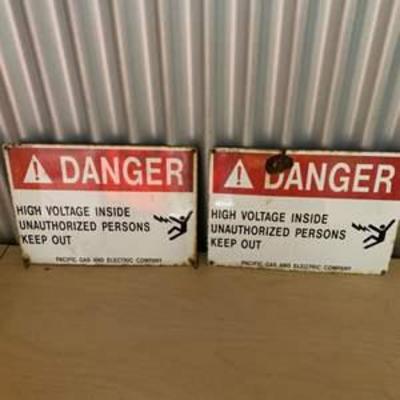 DANGER
HIGH VOLTAGE INSIDE
UNAUTHORIZED PERSONS
KEEP OUT
PACIFIC GAS AND ELECTRIC COMPANY
DANGER
HIGH VOLTAGE INSIDE
UNAUTHORIZED PERSONS
KEEP OUT
PACIFIC GAS AND ELECTRIC COMPANY